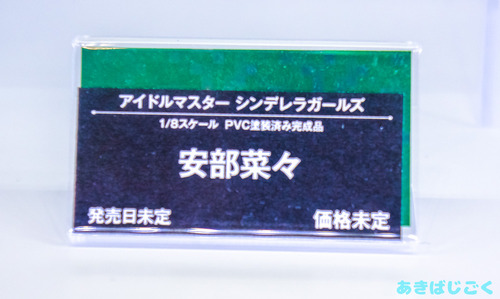 アイドルマスター シンデレラガールズ
1/8スケール PVC塗装済み完成品
安部菜々
発売日未定 価格未定
あきばじごく